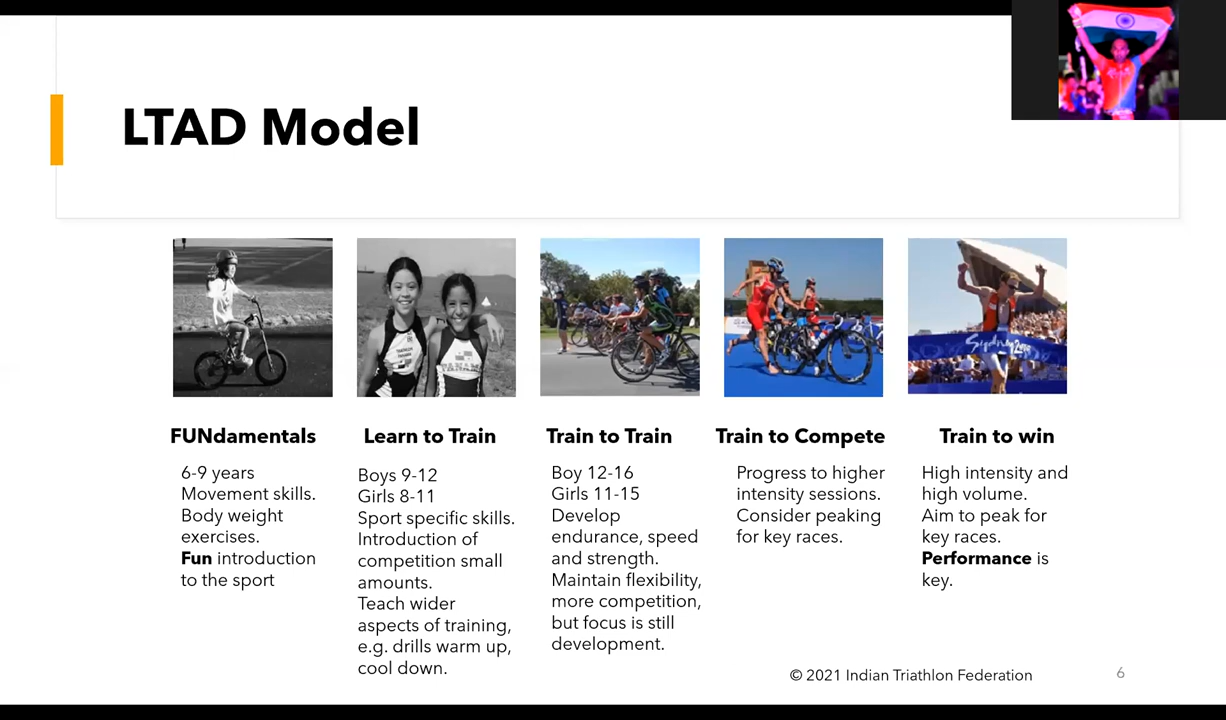 LTAD Model
Sydney
FUNdamentals
6-9 years
Movement skills.
Body weight
exercises.
Fun introduction
to the sport
Learn to Train
Boys 9-12
Girls 8-11
Sport specific skills.
Introduction of
competition small
amounts.
Teach wider
aspects of training,
e.g. drills warm up,
cool down.
Train to Train
Boy 12-16
Girls 11-15
Develop
endurance, speed
and strength.
Maintain flexibility,
more competition,
but focus is still
development.
Train to Compete
Progress to higher
intensity sessions.
Consider peaking
for key races.
Train to win
High intensity and
high volume.
Aim to peak for
key races.
Performance is
key.
© 2021 Indian Triathlon Federation
6